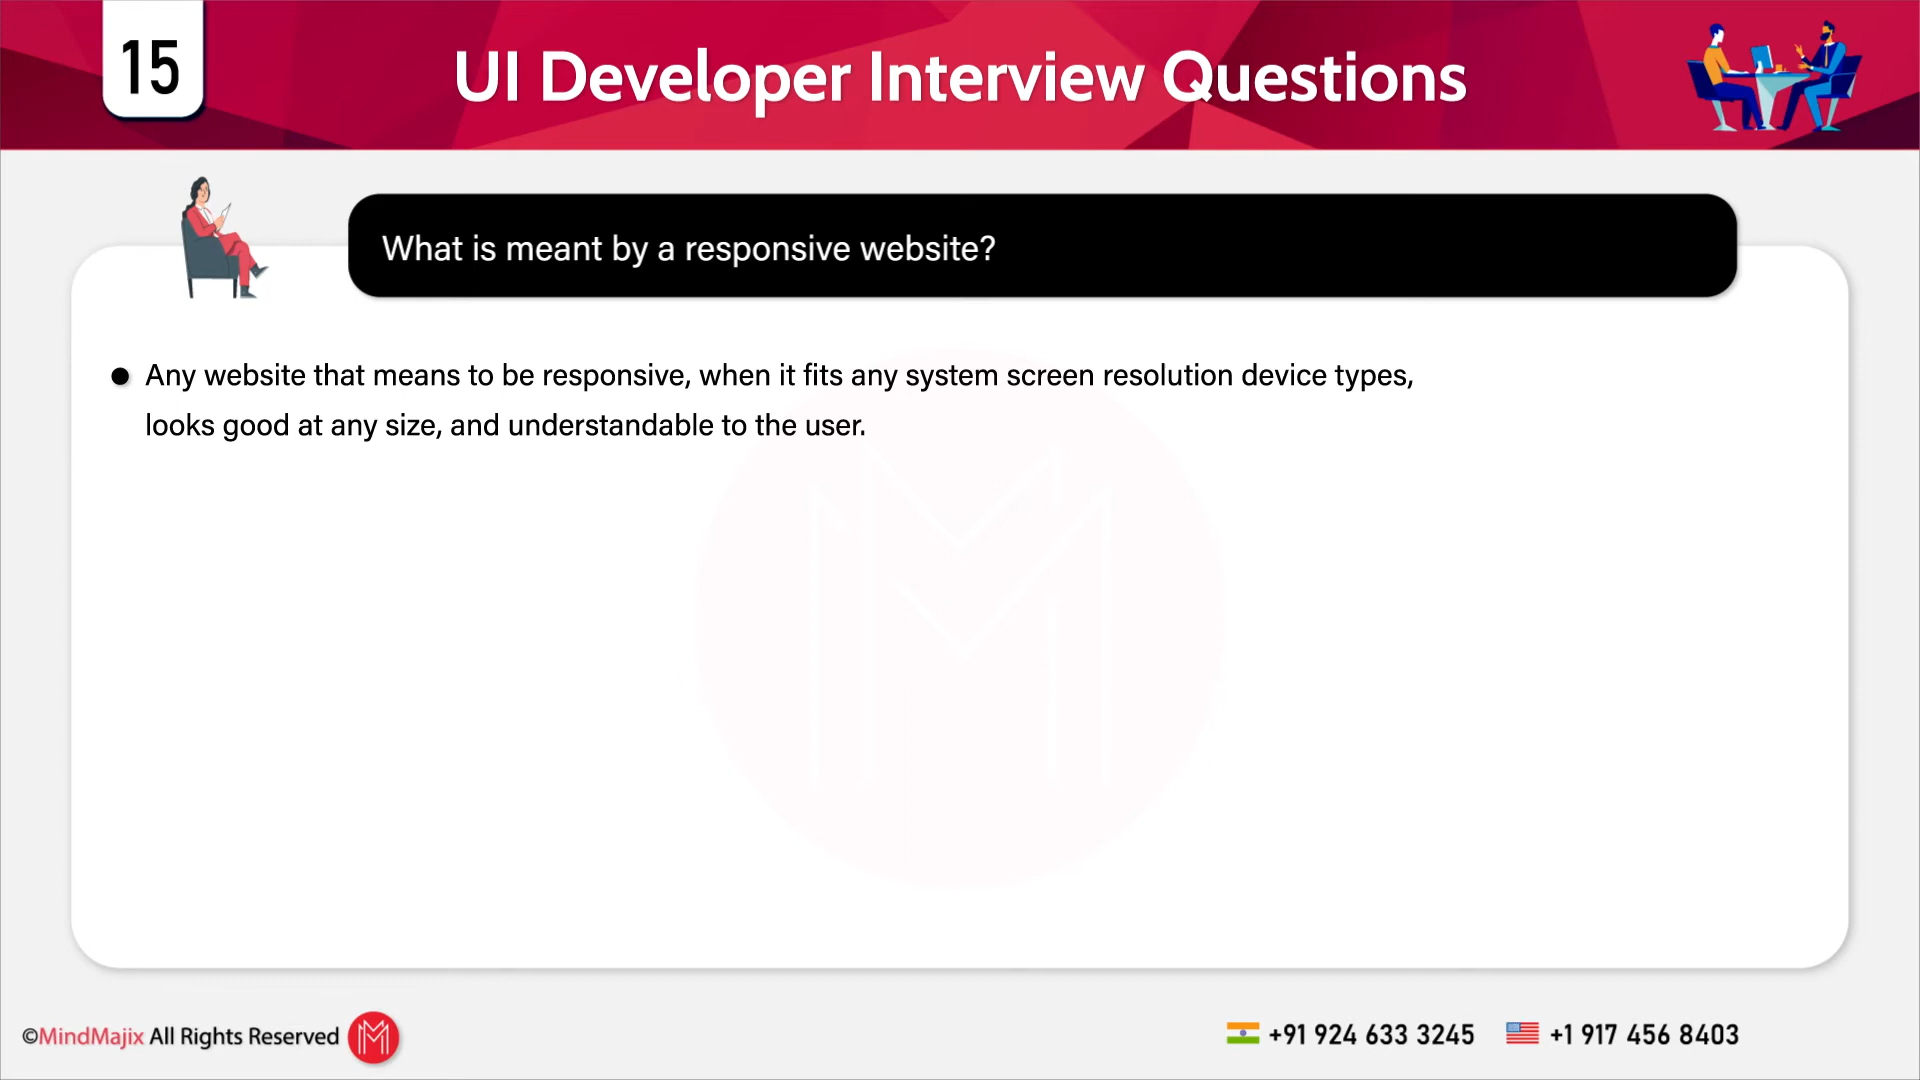 15
UI Developer Interview Questions
What is meant by a responsive website?
● Any website that means to be responsive, when it fits any system screen resolution device types,
looks good at any size, and understandable to the user.
©MindMajix All Rights Reserved
+91 924 633 3245
+1 917 456 8403